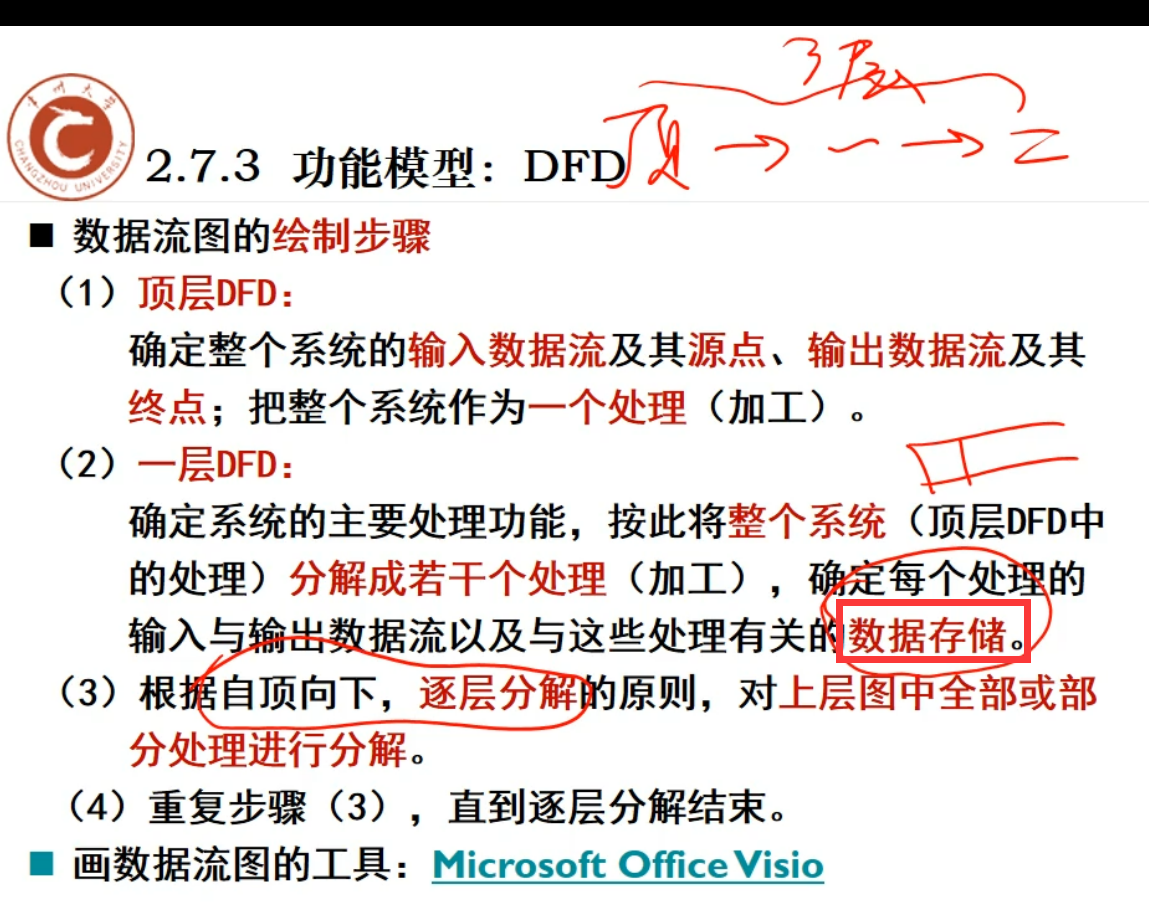 3层
顶 → 一 → 二
常州大学
CHANGZHOU UNIVERSITY
2.7.3 功能模型：DFD
■ 数据流图的绘制步骤
（1）顶层DFD：
确定整个系统的输入数据流及其源点、输出数据流及其
终点；把整个系统作为一个处理（加工）。
（2）一层DFD：
确定系统的主要处理功能，按此将整个系统（顶层DFD中
的处理）分解成若干个处理（加工），确定每个处理的
输入与输出数据流以及与这些处理有关的数据存储。
（3）根据自顶向下，逐层分解的原则，对上层图中全部或部
分处理进行分解。
（4）重复步骤（3），直到逐层分解结束。
■ 画数据流图的工具：Microsoft Office Visio